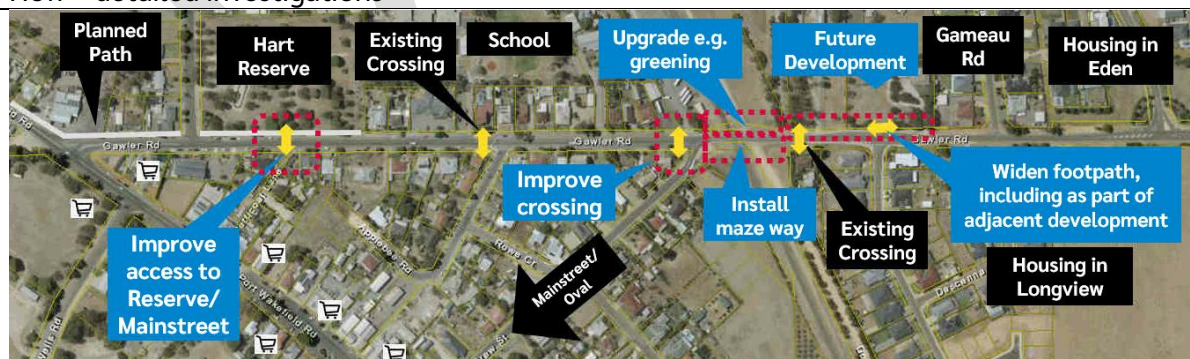 Planned
Path
Hart
Reserve
Existing
Crossing
School
Upgrade e.g.
greening
Future
Development
Gameau
Rd
Housing in
Eden
Gawler Rd
Gawler Rd
Gawler Rd
Improve
access to
Reserve/
Mainstreet
Improve
crossing
Install
maze way
Existing
Crossing
Widen footpath,
including as part of
adjacent development
Housing in
Longview
Mainstreet/
Oval
Applebee Rd
Rowe Cr
Port Wakefield Rd